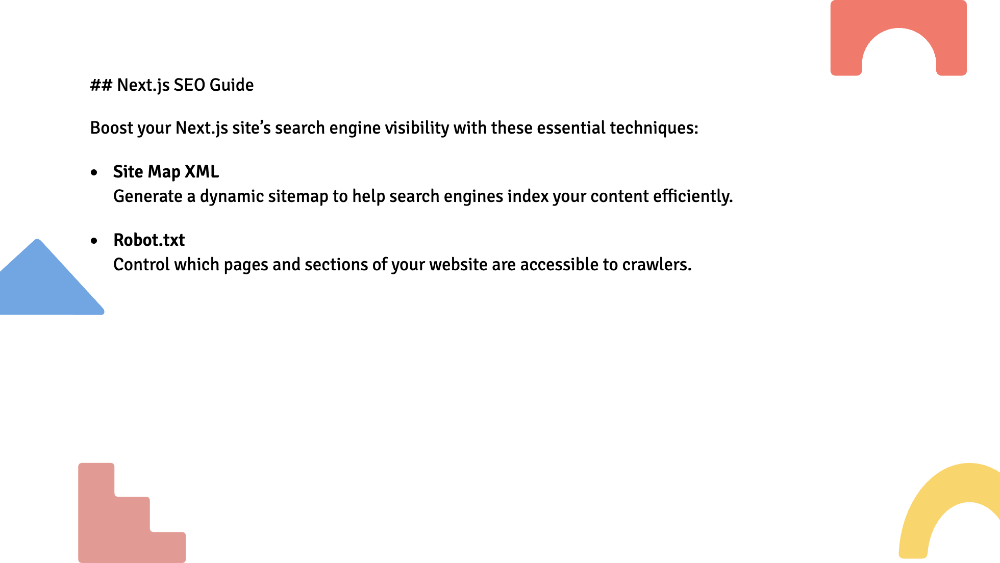 ## Next.js SEO Guide
Boost your Next.js site’s search engine visibility with these essential techniques:
• Site Map XML
Generate a dynamic sitemap to help search engines index your content efficiently.
• Robot.txt
Control which pages and sections of your website are accessible to crawlers.